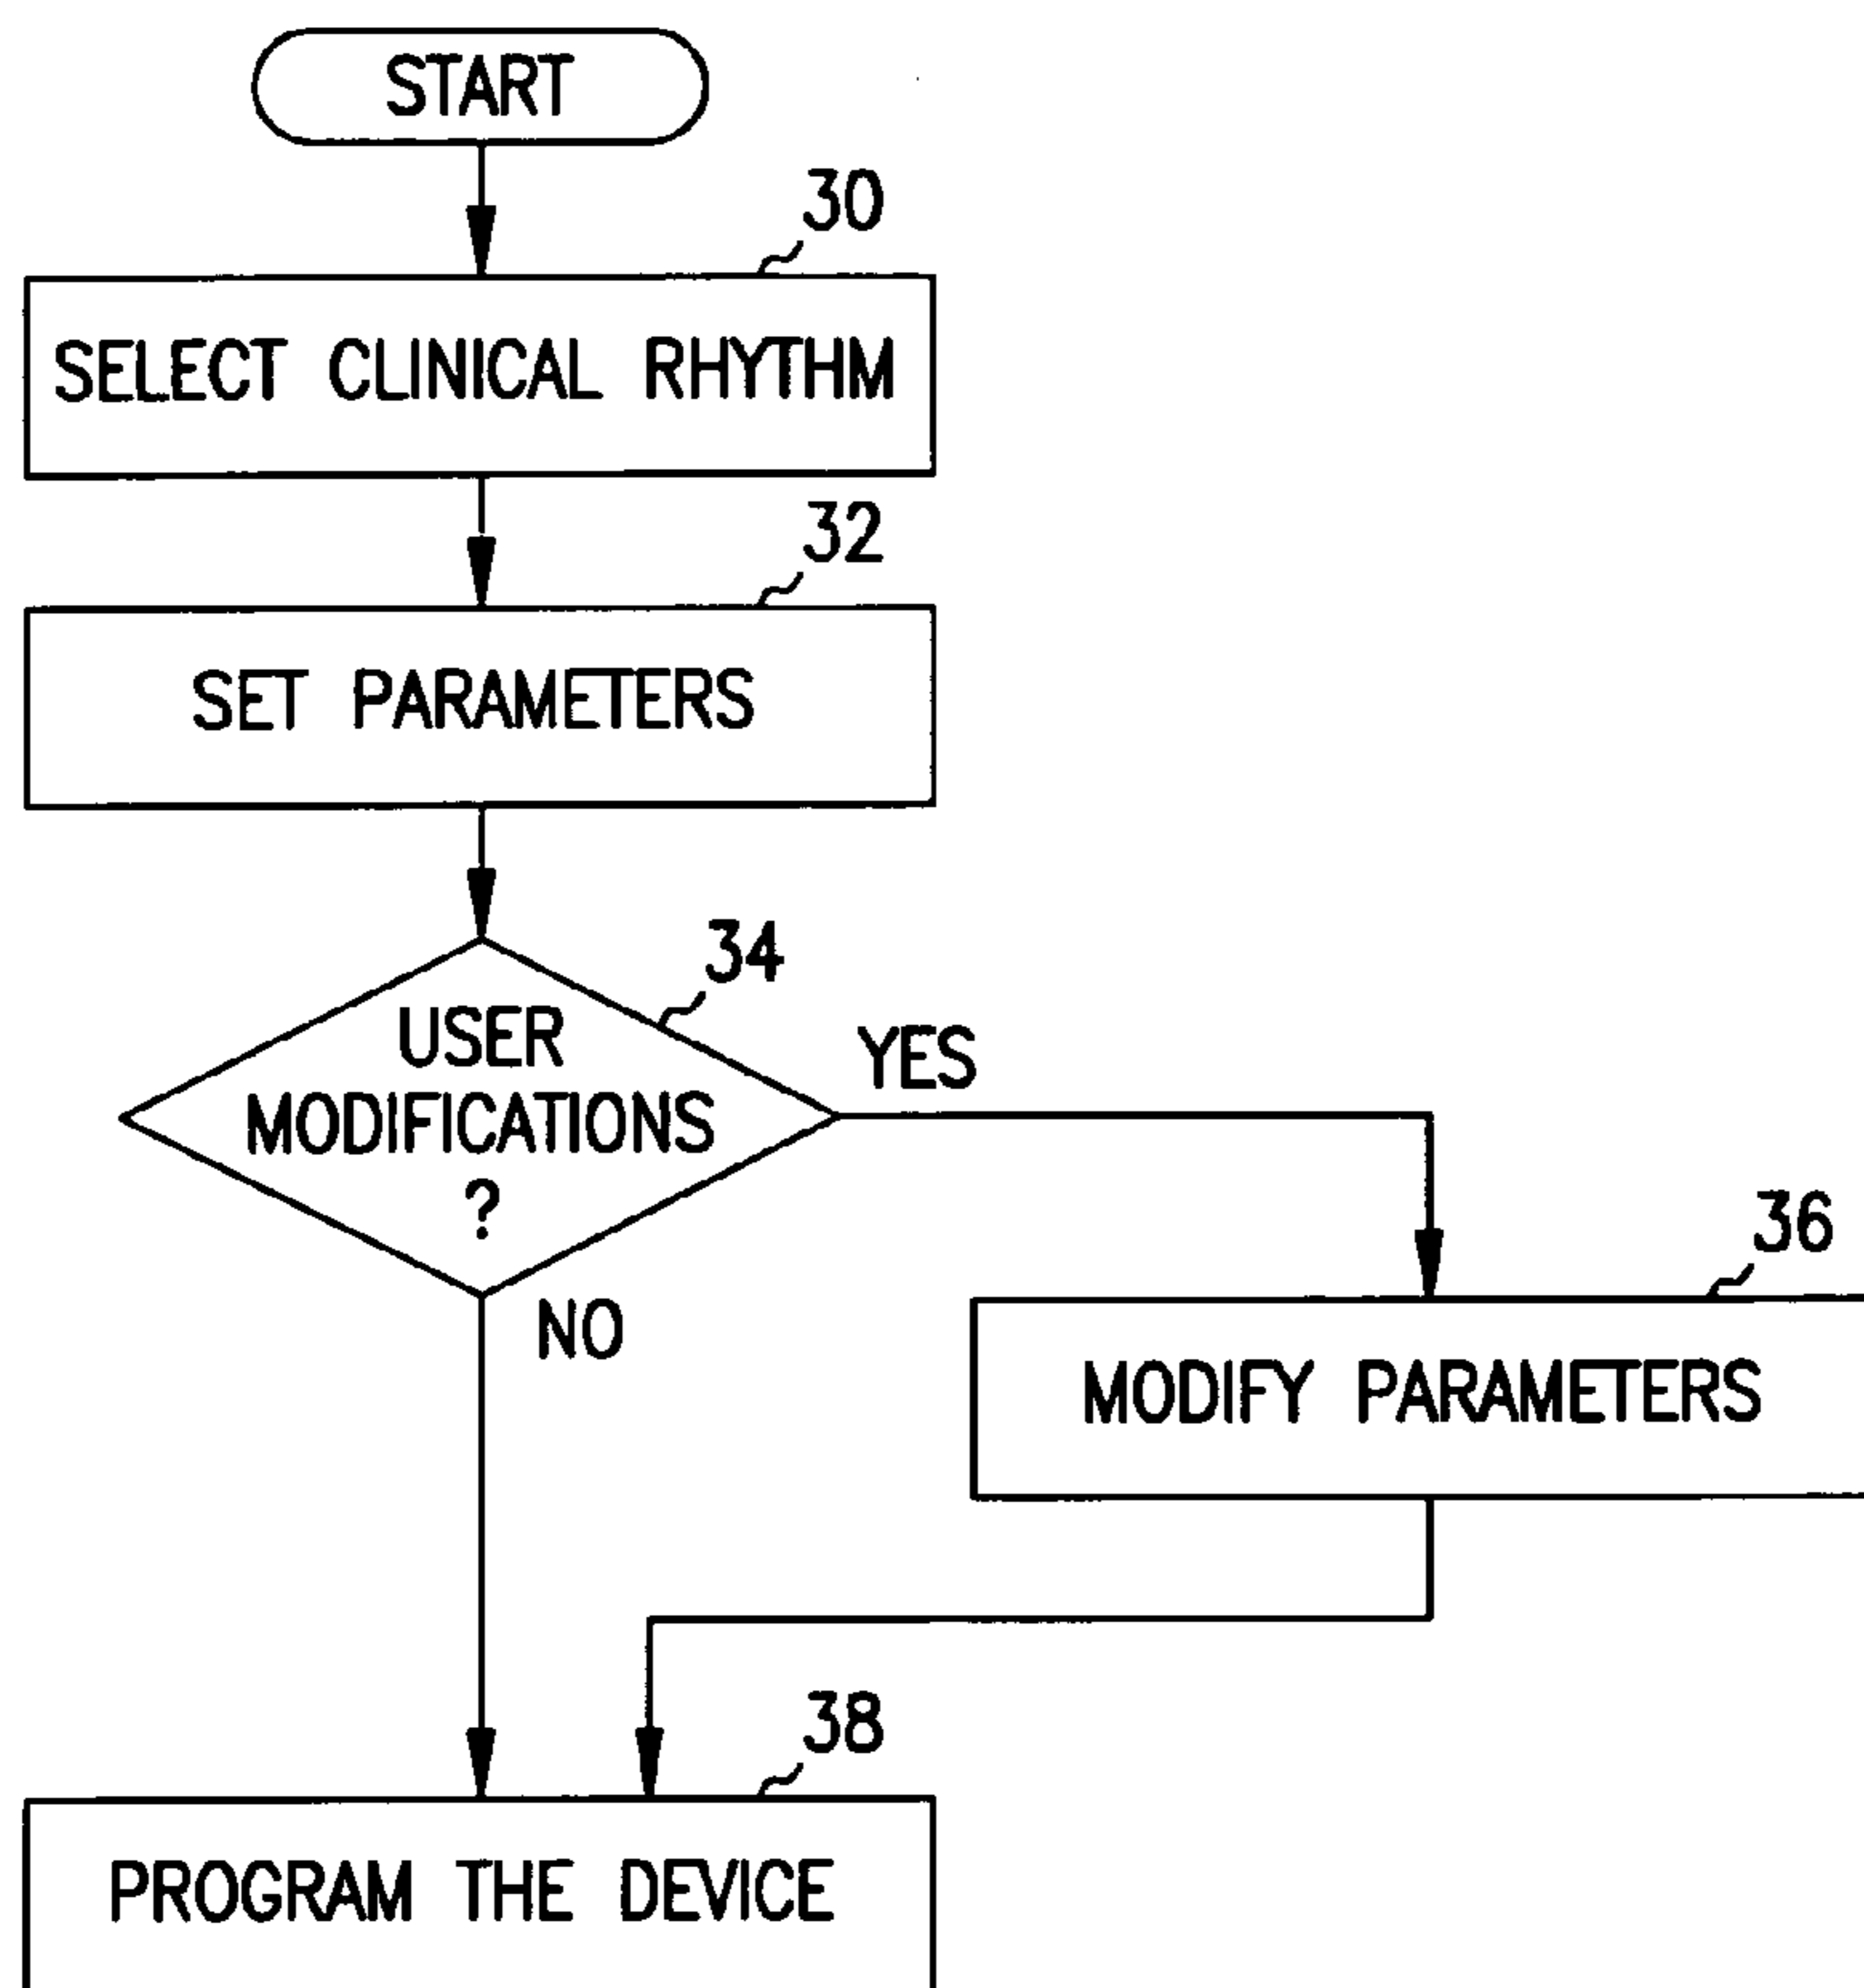 START
30
SELECT CLINICAL RHYTHM
32
SET PARAMETERS
34
USER
MODIFICATIONS
?
YES
NO
36
MODIFY PARAMETERS
38
PROGRAM THE DEVICE